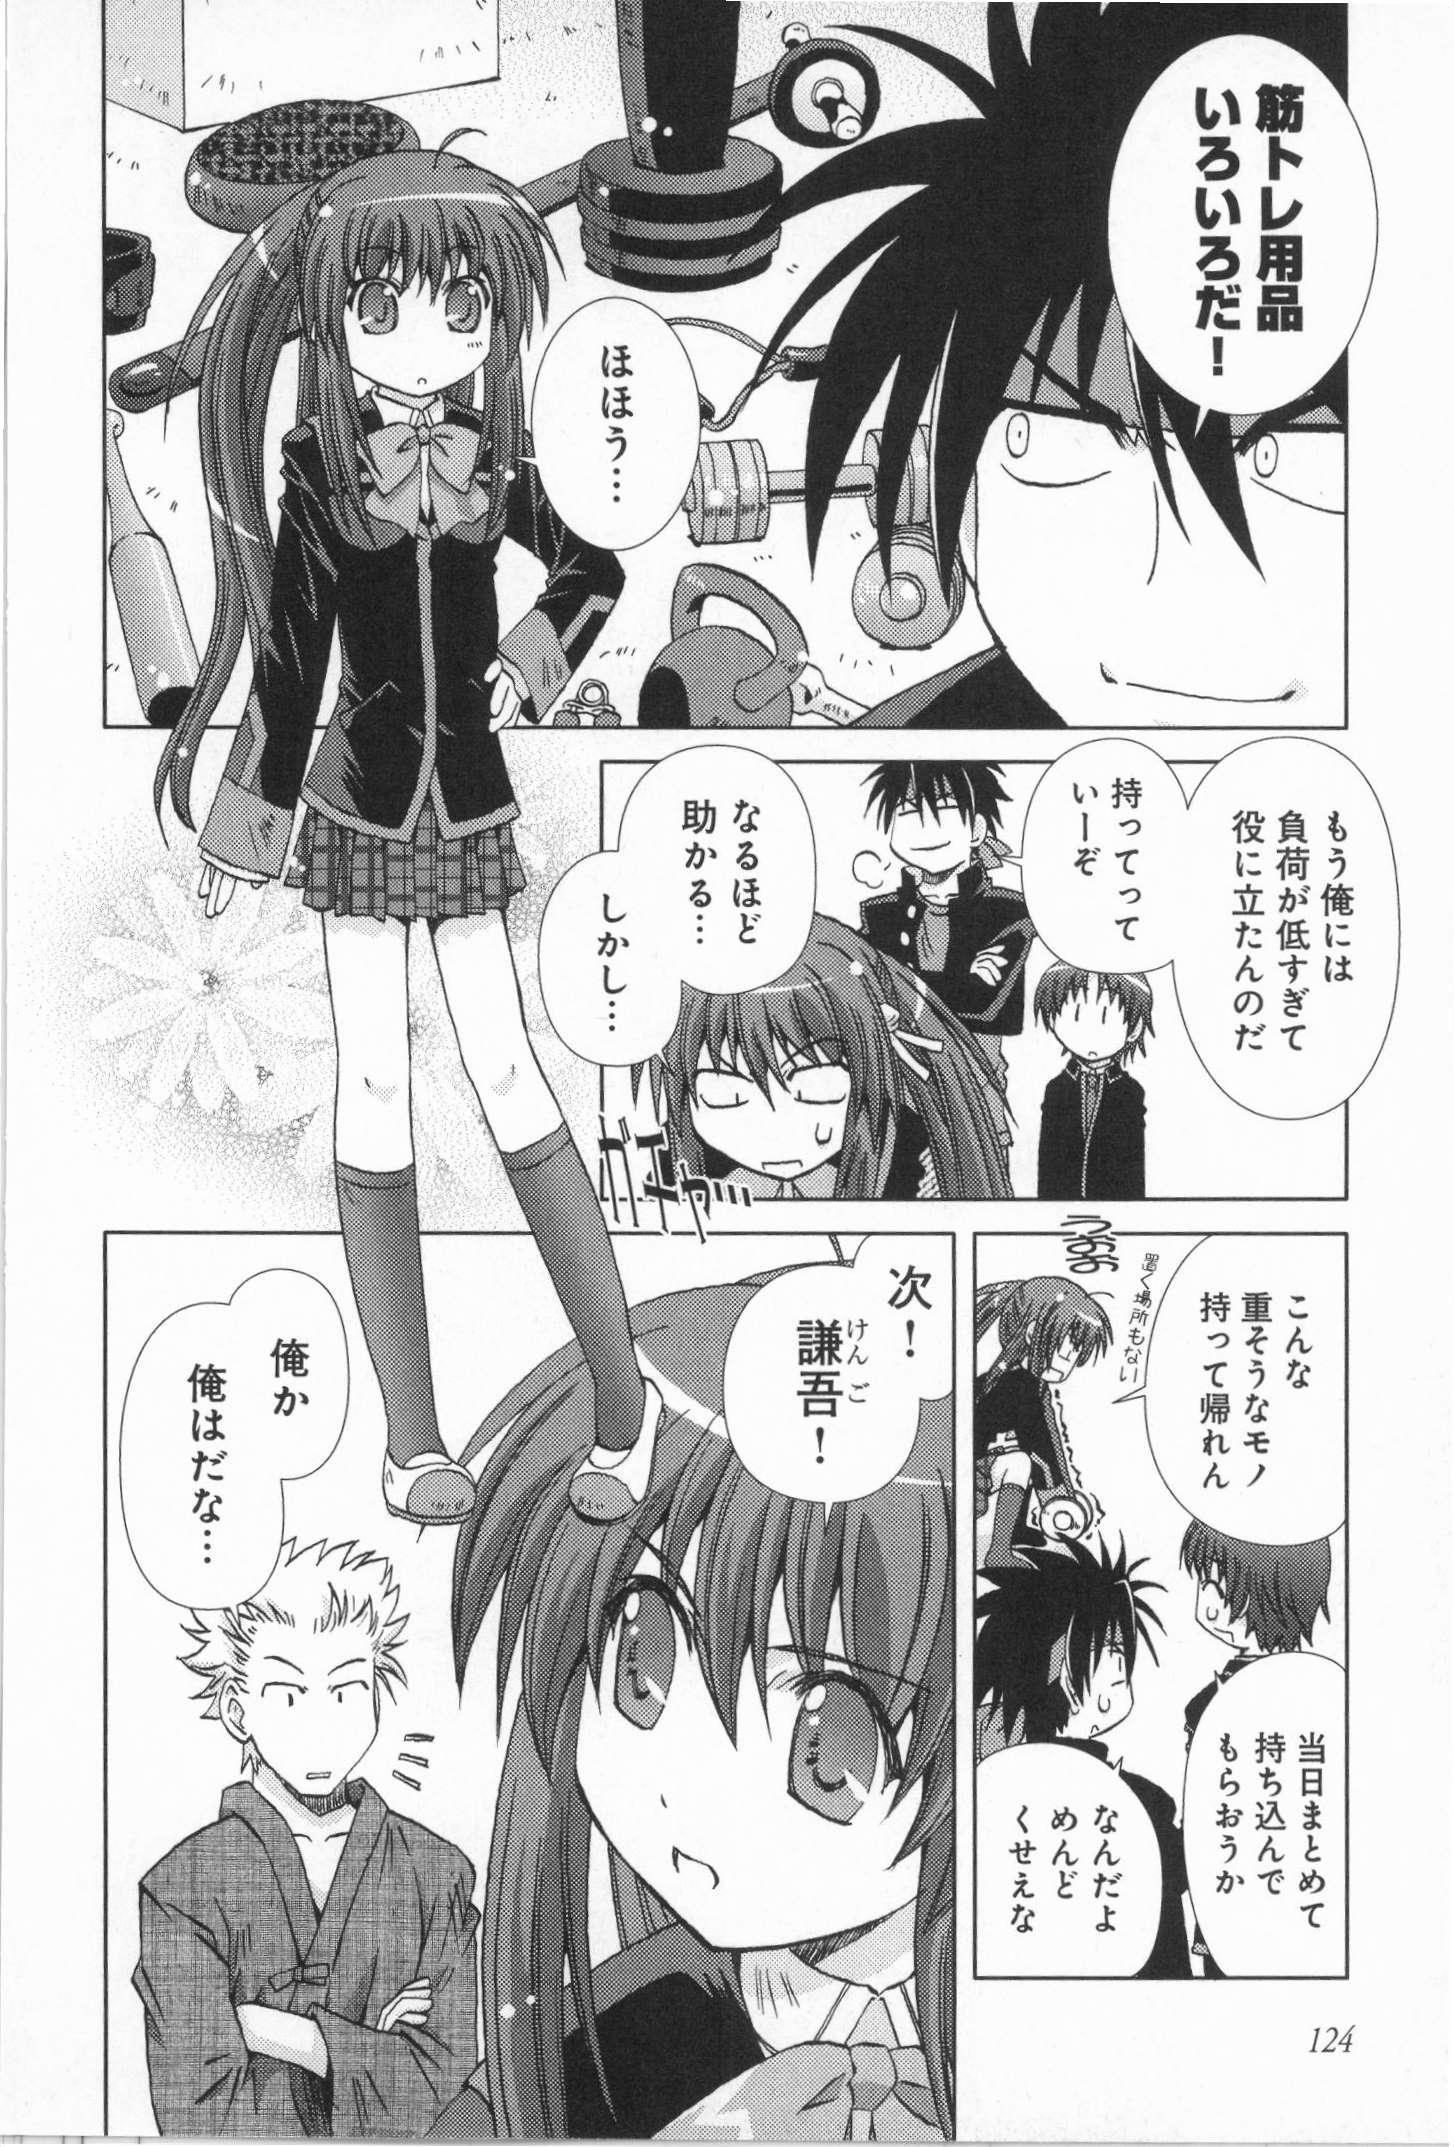 筋トレ用品
いろいろだ！
ほほう…
もう俺には
負荷が低すぎて
役に立たんのだ
持ってって
いーぞ
なるほど
助かる…
しかし…
こんな
重そうなモノ
持って帰れん
置く場所もない
うおお
当日まとめて
持ち込んで
もらおうか
なんだよ
めんど
くせえな
次！
謙吾！
けんご
俺か
俺はだな…
124